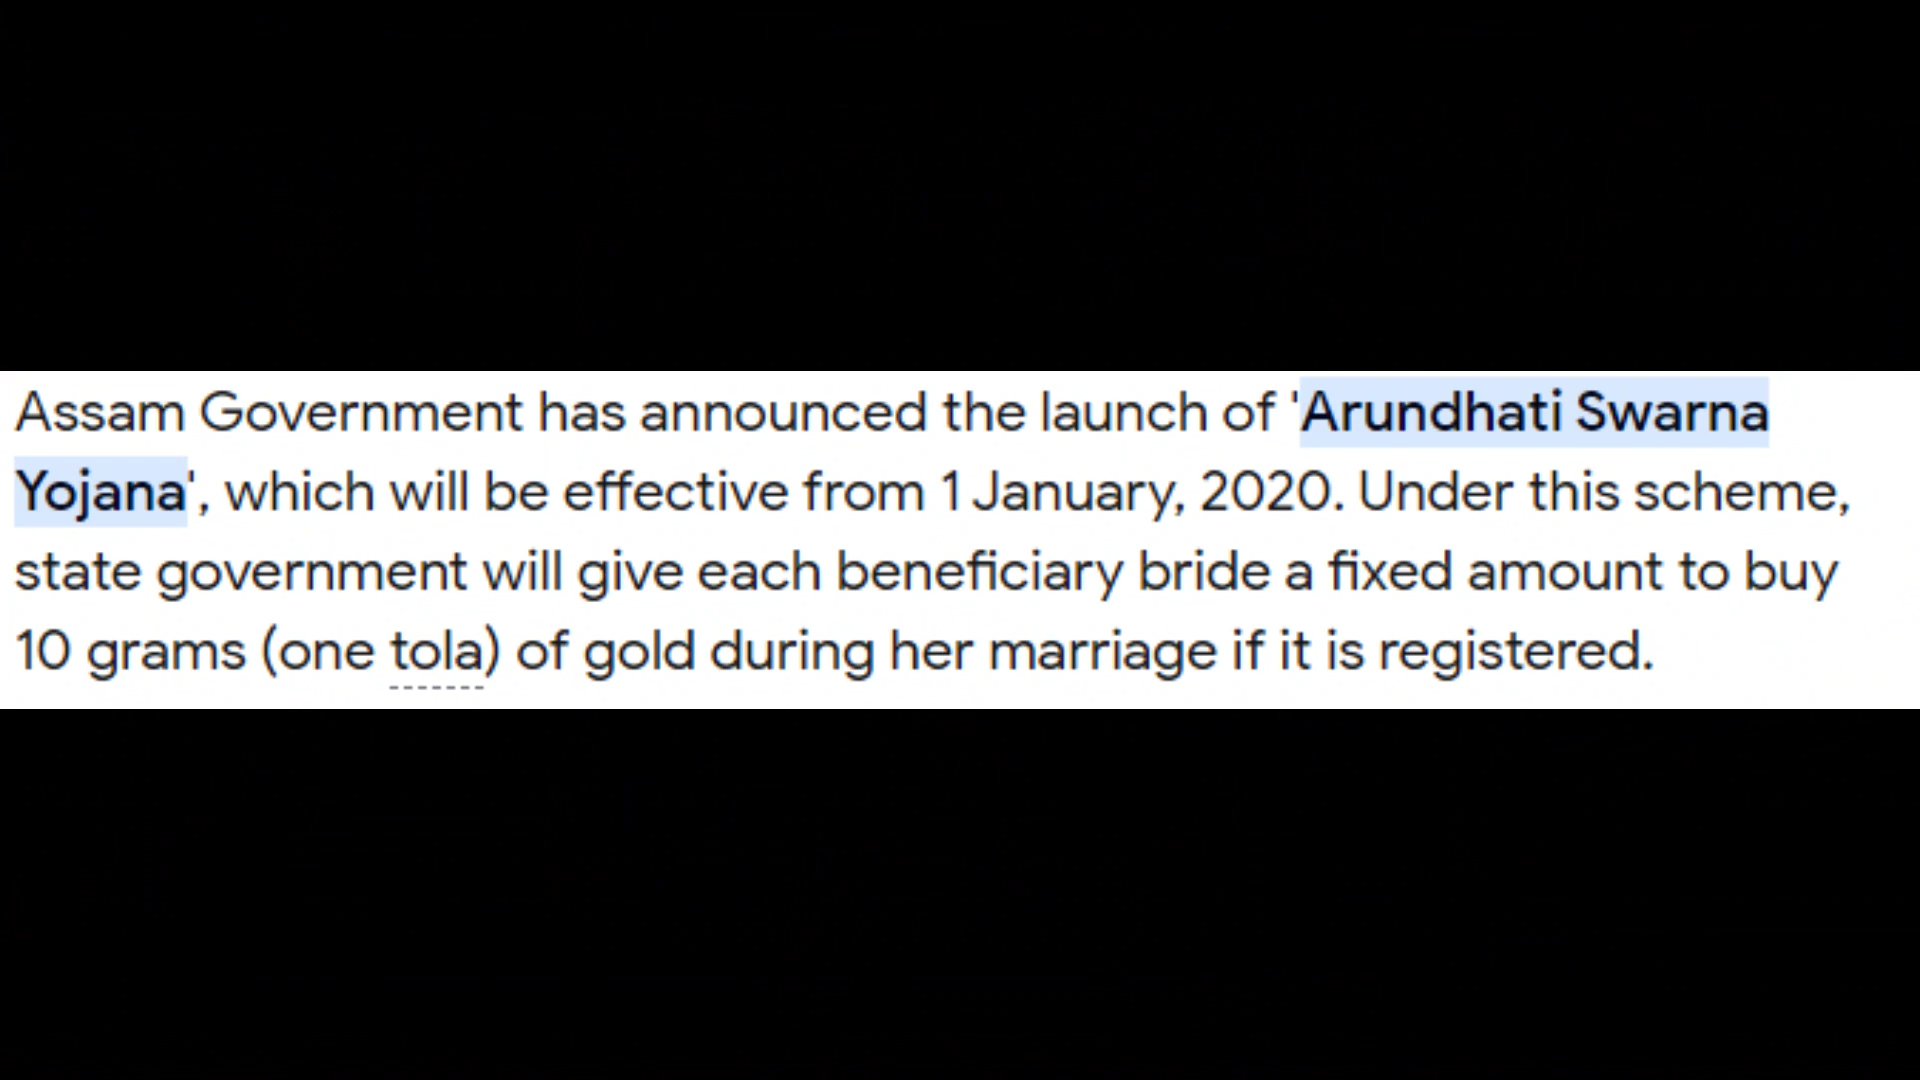 Assam Government has announced the launch of 'Arundhati Swarna
Yojana', which will be effective from 1 January, 2020. Under this scheme,
state government will give each beneficiary bride a fixed amount to buy
10 grams (one tola) of gold during her marriage if it is registered.